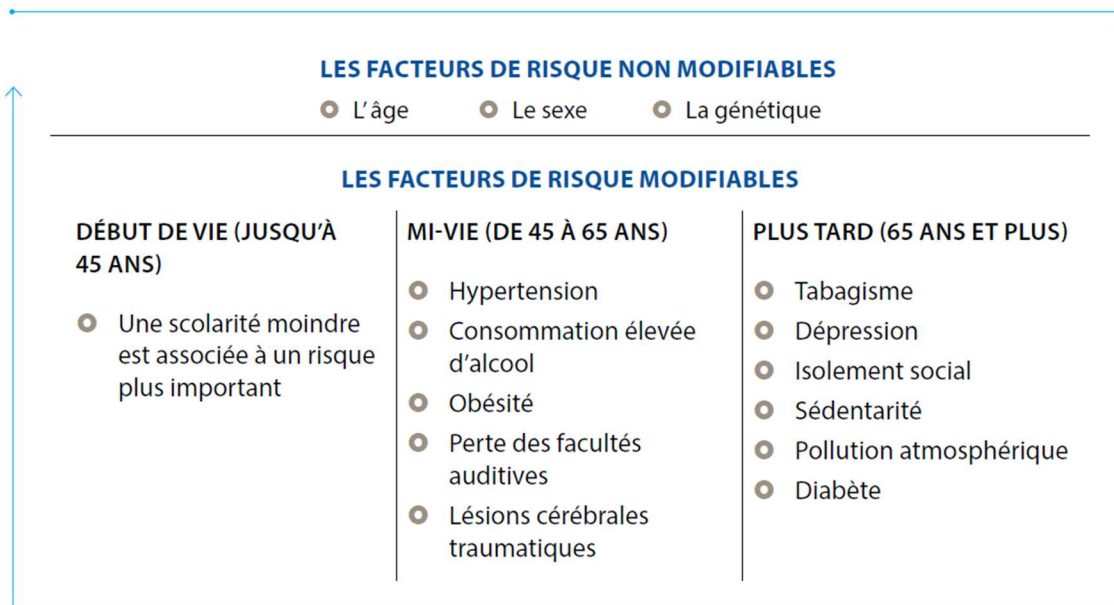 LES FACTEURS DE RISQUE NON MODIFIABLES
L'âge Le sexe La génétique
LES FACTEURS DE RISQUE MODIFIABLES
DÉBUT DE VIE (JUSQU'À
45 ANS)
Une scolarité moindre
est associée à un risque
plus important
MI-VIE (DE 45 À 65 ANS)
Hypertension
Consommation élevée
d'alcool
Obésité
Perte des facultés
auditives
Lésions cérébrales
traumatiques
PLUS TARD (65 ANS ET PLUS)
Tabagisme
Dépression
Isolement social
Sédentarité
Pollution atmosphérique
Diabète